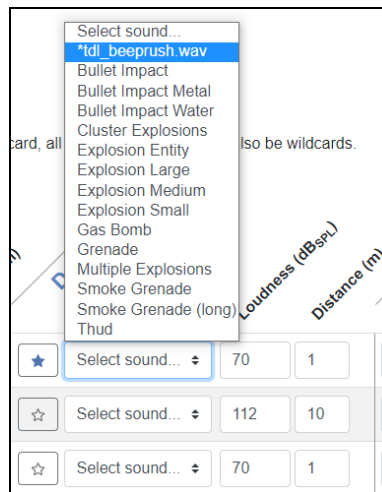 Select sound...
*tdl_beeprush.wav
Bullet Impact
Bullet Impact Metal
Bullet Impact Water
Cluster Explosions
card, all
Explosion Entity
lso be wildcards.
Explosion Large
Explosion Medium
Explosion Small
Gas Bomb
Grenade
Multiple Explosions
Smoke Grenade
Smoke Grenade (long)
Thud
D
Loudness (dBSPL)
Distance (m)
Select sound... 70 1
Select sound... 112 10
Select sound... 70 1